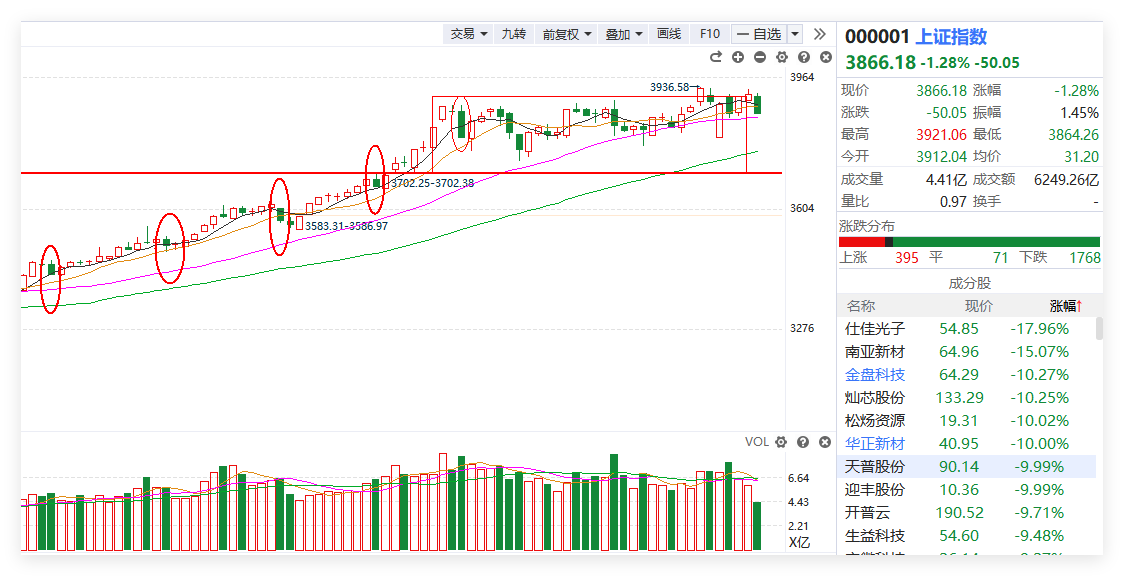 交易 九转 前复权 叠加 画线 F10 一 自选
3964
3936.58
3702.25-3702.38
3604
3583.31-3586.97
3276
VOL
6.64
4.43
2.21
X亿
000001 上证指数
3866.18 -1.28% -50.05
现价 3866.18 涨幅 -1.28%
涨跌 -50.05 振幅 1.45%
最高 3921.06 最低 3864.26
今开 3912.04 均价 31.20
成交量 4.41亿 成交额 6249.26亿
量比 0.97 换手 -
涨跌分布
上涨 395 平 71 下跌 1768
成分股
名称 现价 涨幅↑
仕佳光子 54.85 -17.96%
南亚新材 64.96 -15.07%
金盘科技 64.29 -10.27%
灿芯股份 133.29 -10.25%
松炀资源 19.31 -10.02%
华正新材 40.95 -10.00%
天普股份 90.14 -9.99%
迎丰股份 10.36 -9.99%
开普云 190.52 -9.71%
生益科技 54.60 -9.48%